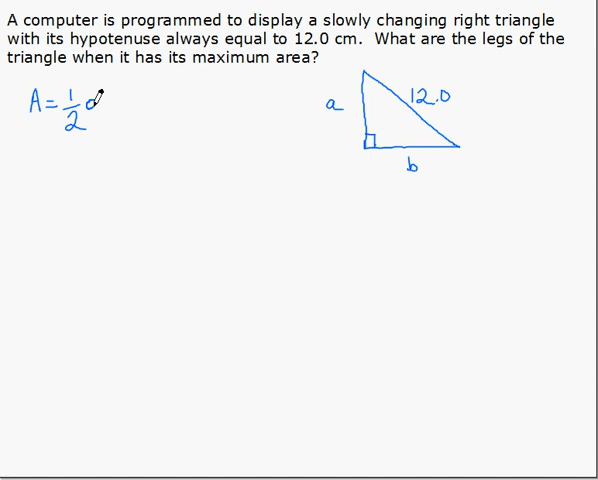 A computer is programmed to display a slowly changing right triangle
with its hypotenuse always equal to 12.0 cm. What are the legs of the
triangle when it has its maximum area?
A = 1/2 a
12.0
a
b